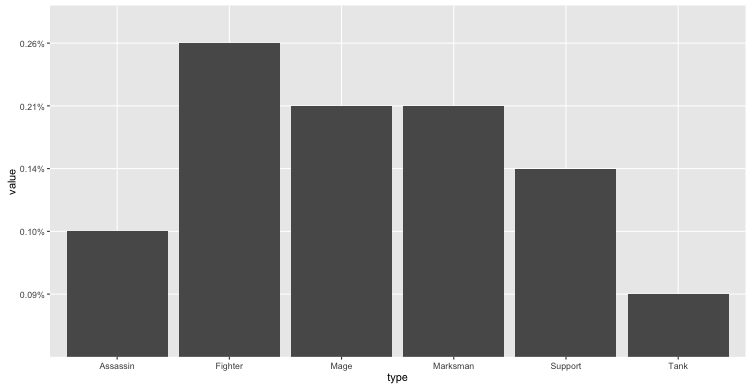 value
0.26%
0.21%
0.14%
0.10%
0.09%
Assassin
Fighter
Mage
Marksman
Support
Tank
type